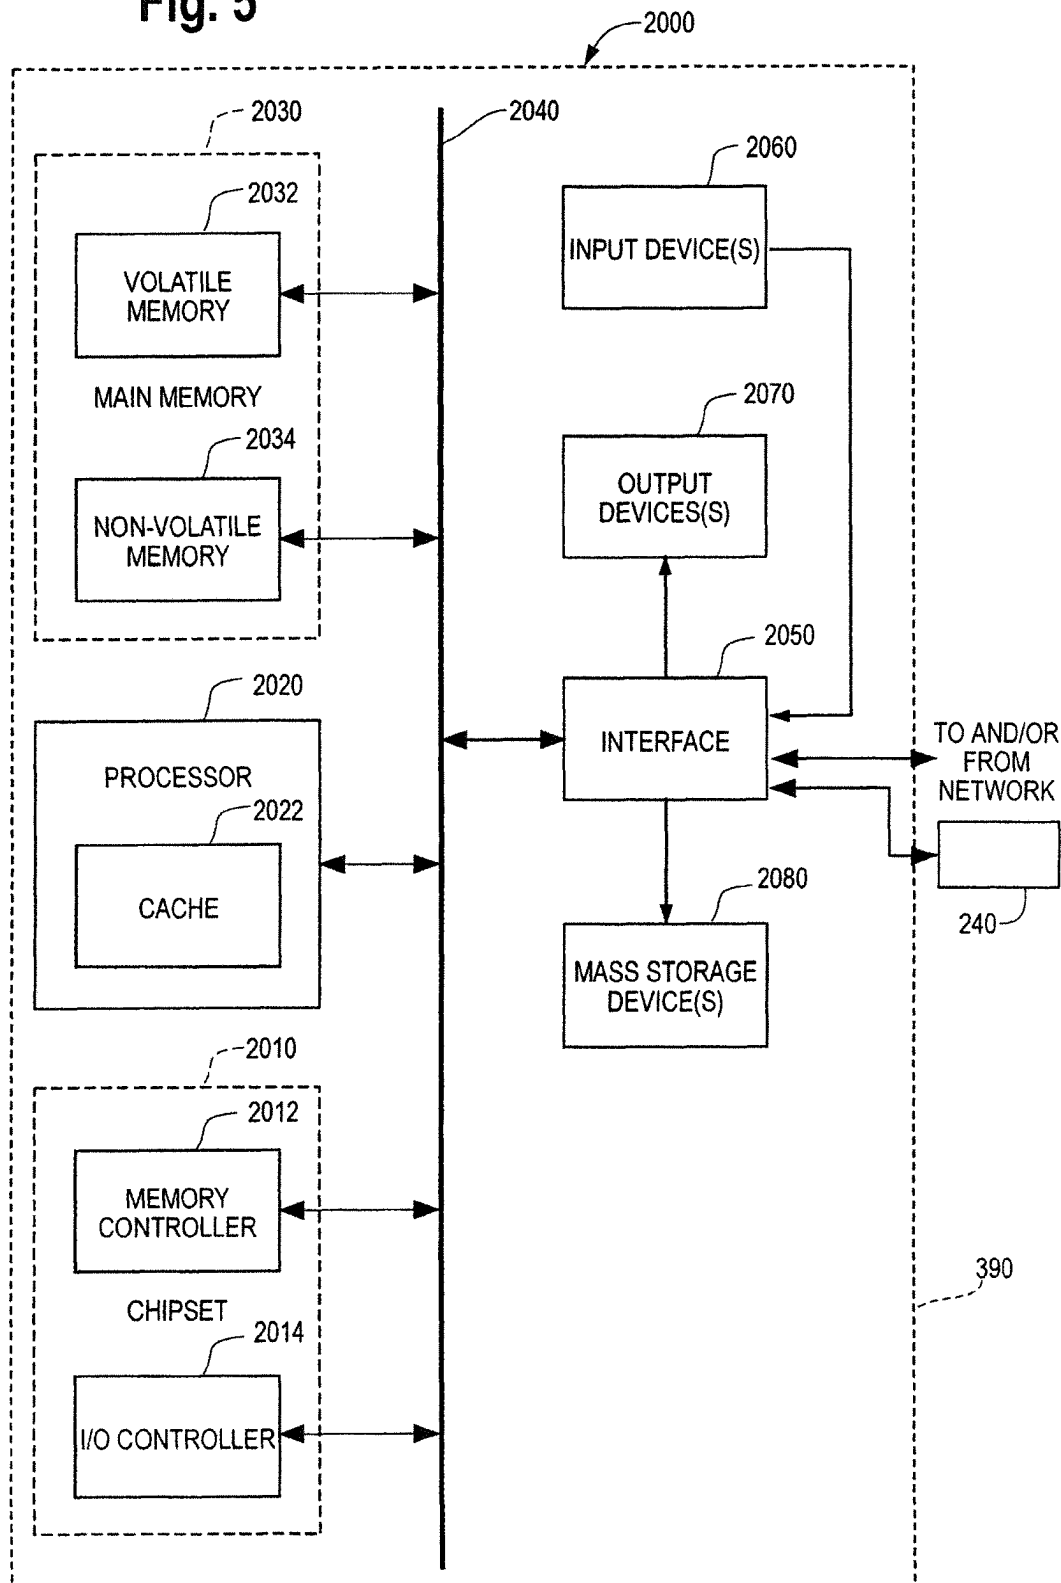 Fig. 5
2000
2030
2040
2032
2060
VOLATILE
MEMORY
INPUT DEVICE(S)
MAIN MEMORY
2070
2034
OUTPUT
DEVICES(S)
NON-VOLATILE
MEMORY
2050
2020
INTERFACE
TO AND/OR
FROM
NETWORK
PROCESSOR
2022
CACHE
2080
240
MASS STORAGE
DEVICE(S)
2010
2012
MEMORY
CONTROLLER
390
CHIPSET
2014
I/O CONTROLLER